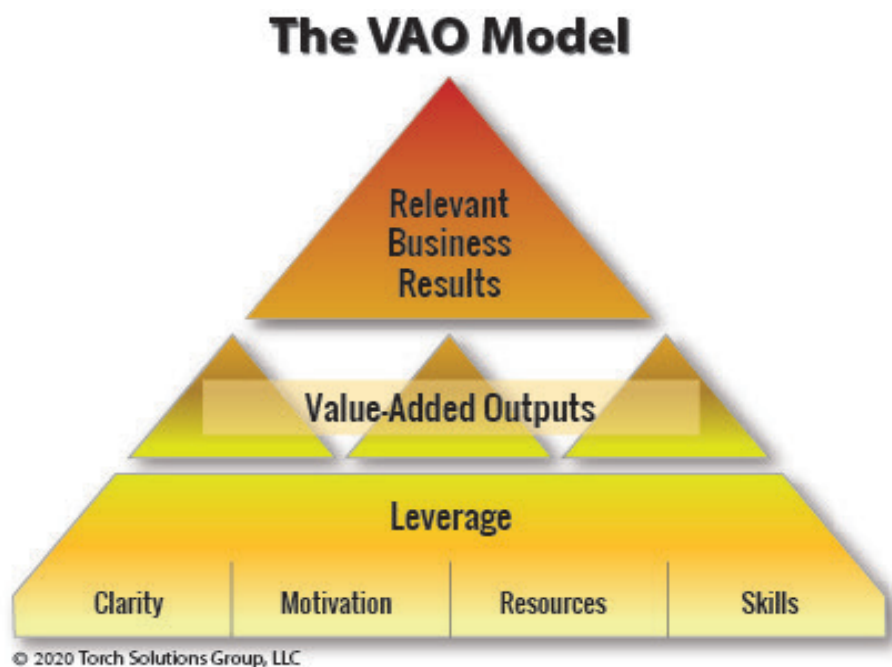 The VAO Model
Relevant
Business
Results
Value-Added Outputs
Leverage
Clarity
Motivation
Resources
Skills
© 2020 Torch Solutions Group, LLC